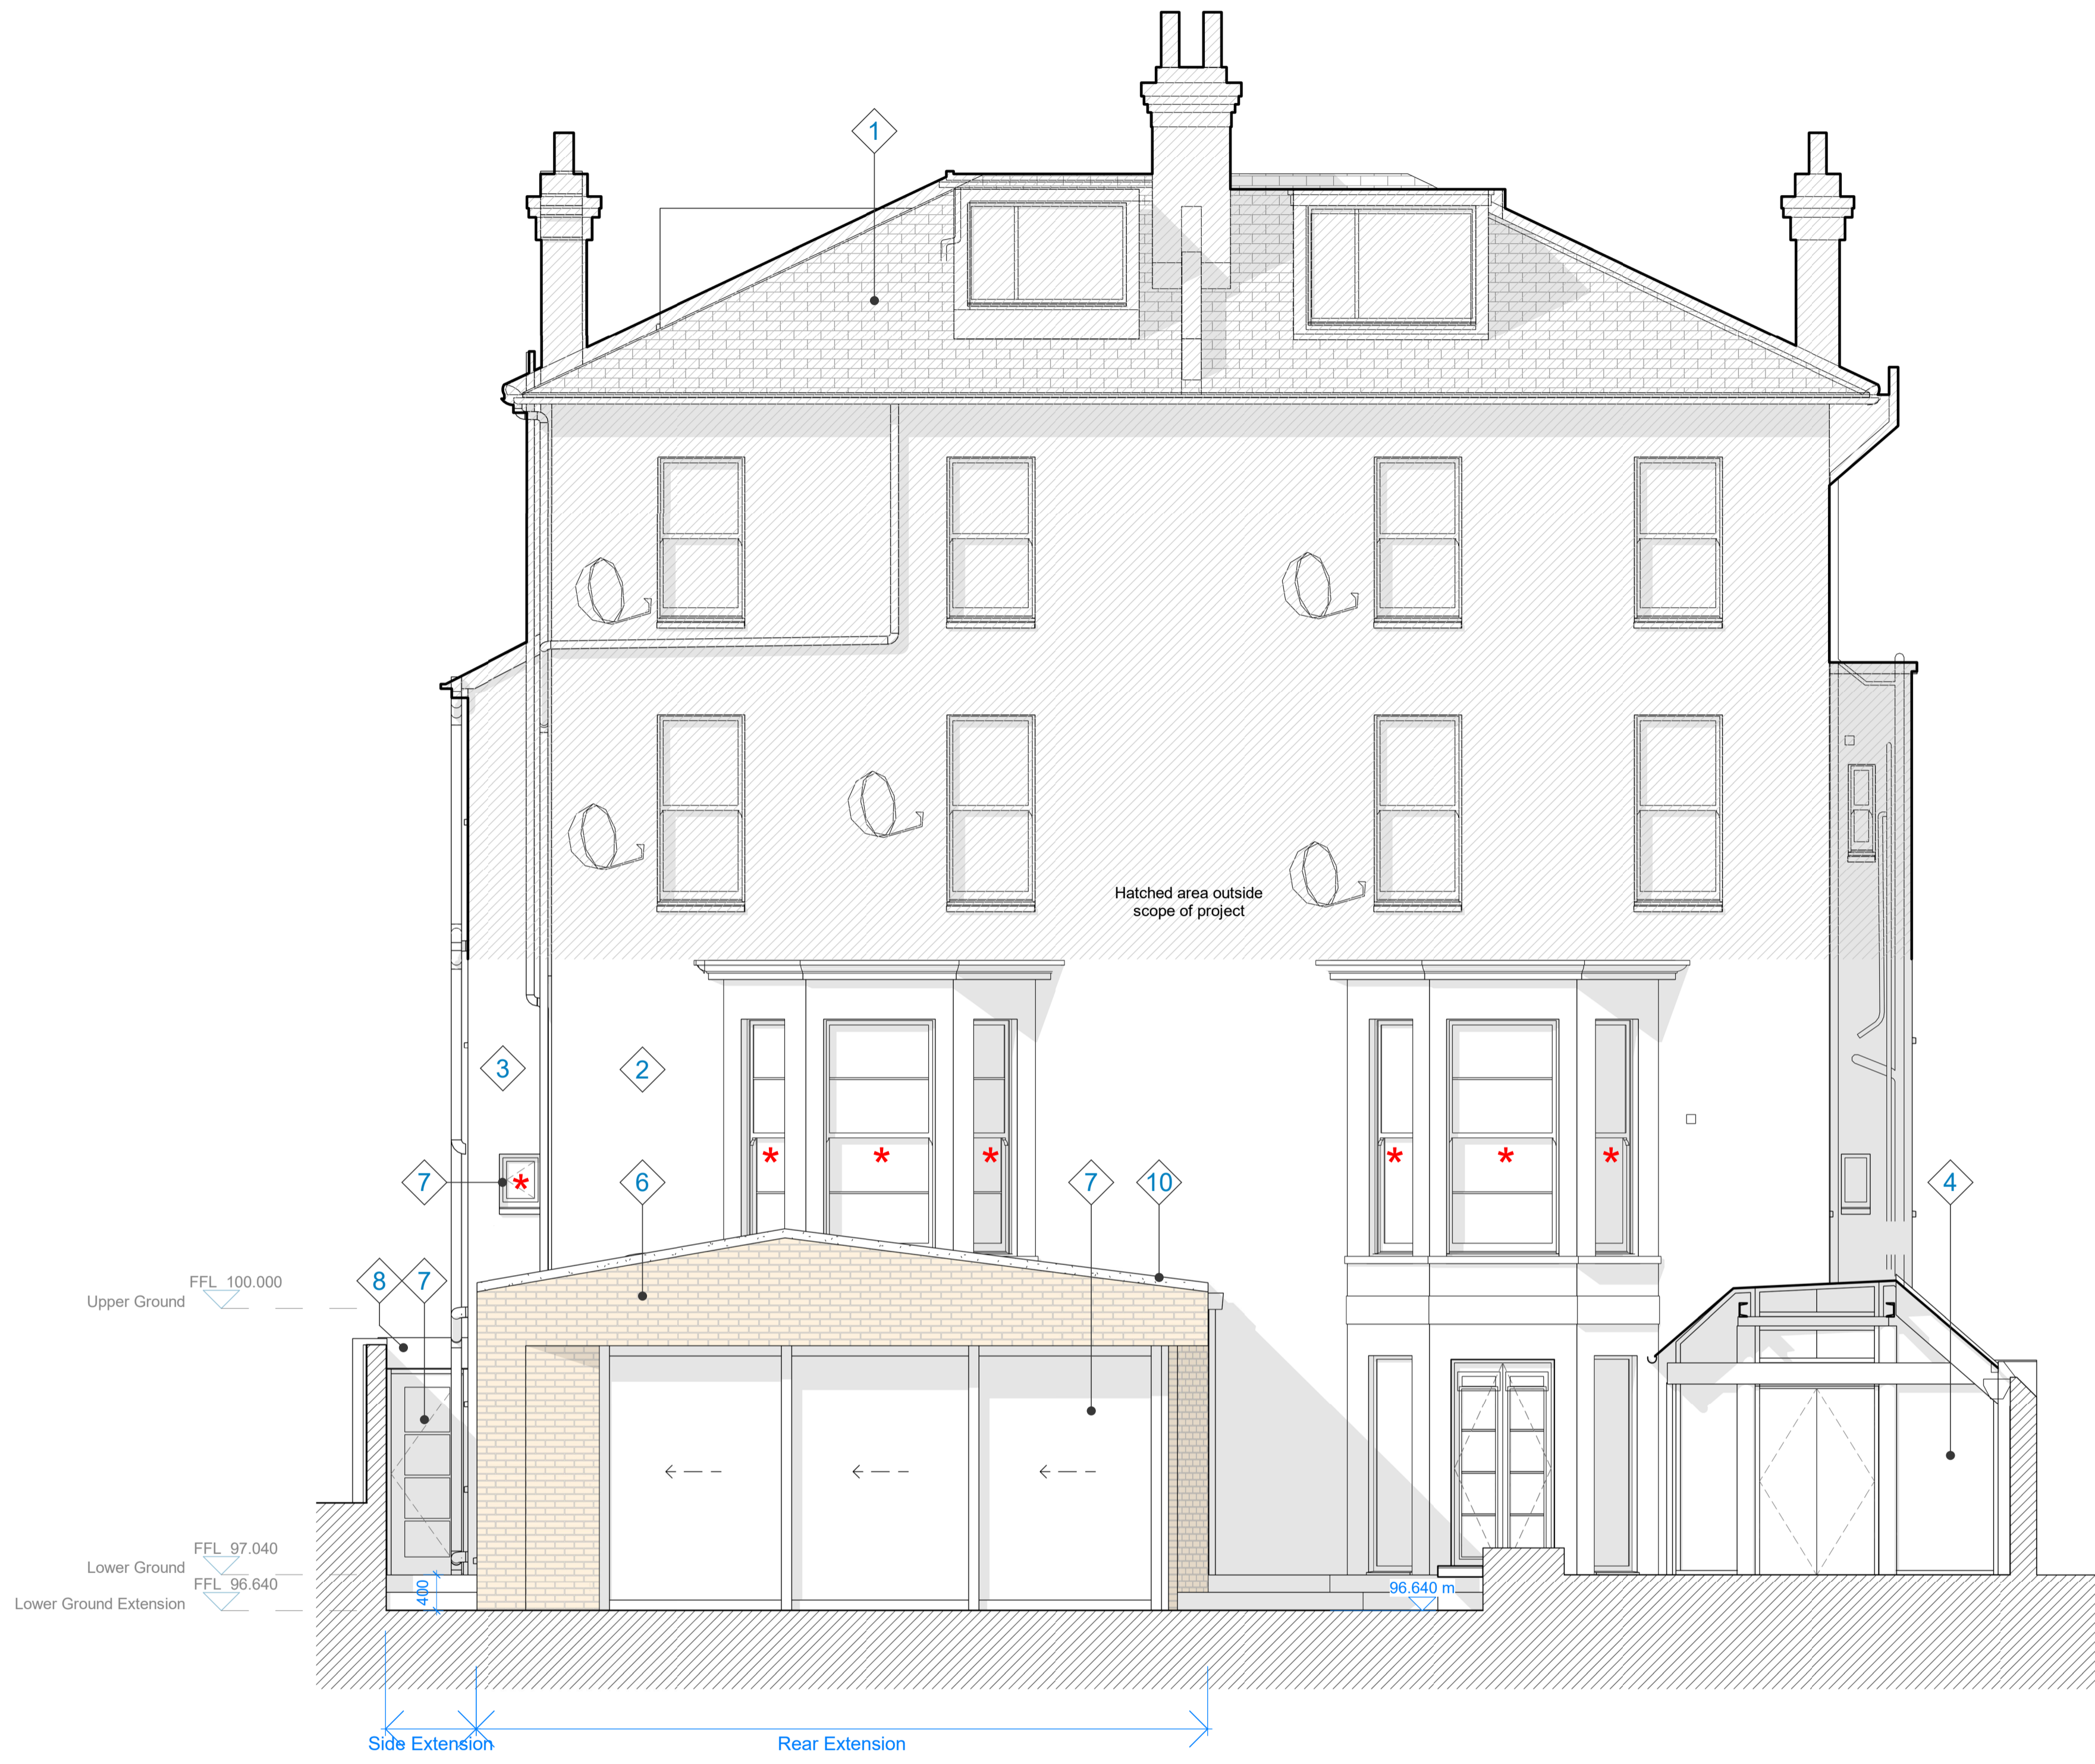 1
Hatched area outside
scope of project
3
2
* * * * * *
7
*
6
7
10
4
8
7
FFL 100.000
Upper Ground
FFL 97.040
Lower Ground
FFL 96.640
Lower Ground Extension
400
96.640 m
Side Extension
Rear Extension